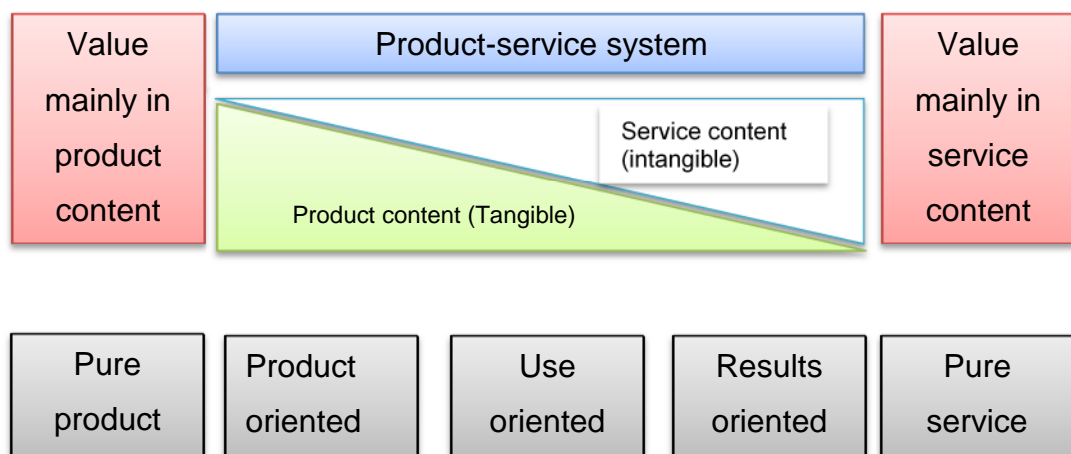 Value
mainly in
product
content
Product-service system
Service content
(intangible)
Product content (Tangible)
Value
mainly in
service
content
Pure
product
Product
oriented
Use
oriented
Results
oriented
Pure
service